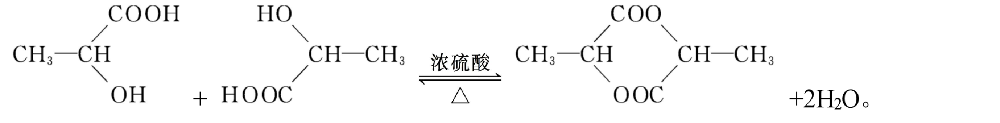 COOH HO COO
CH₃—CH CH—CH₃ 浓硫酸 CH₃—CH CH—CH₃
OH + HOOC △ OOC +2H₂O。